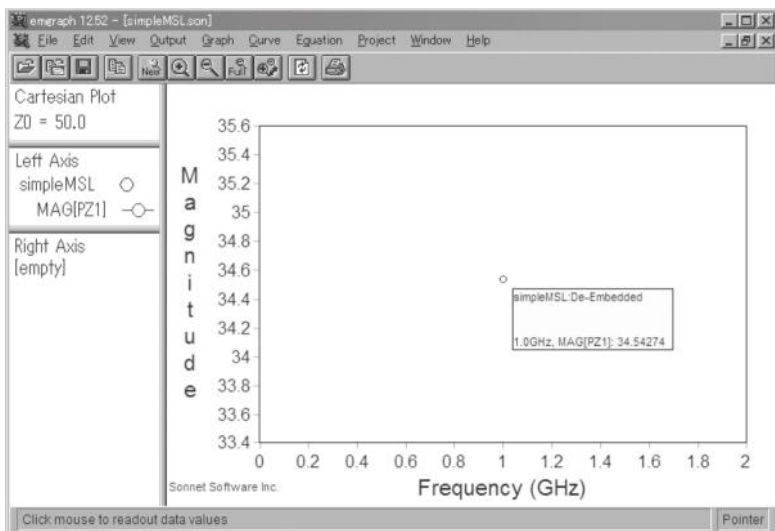 emgraph 12.52 - [simpleMSL.son]
File Edit View Output Graph Curve Equation Project Window Help
New Full
Cartesian Plot
Z0 = 50.0
Left Axis
simpleMSL
MAG[PZ1]
Right Axis
[empty]
Magnitude
35.6
35.4
35.2
35
34.8
34.6
34.4
34.2
34
33.8
33.6
33.4
simpleMSL:De-Embedded
1.0GHz, MAG[PZ1]: 34.54274
0 0.2 0.4 0.6 0.8 1 1.2 1.4 1.6 1.8 2
Sonnet Software Inc.
Frequency (GHz)
Click mouse to readout data values
Pointer